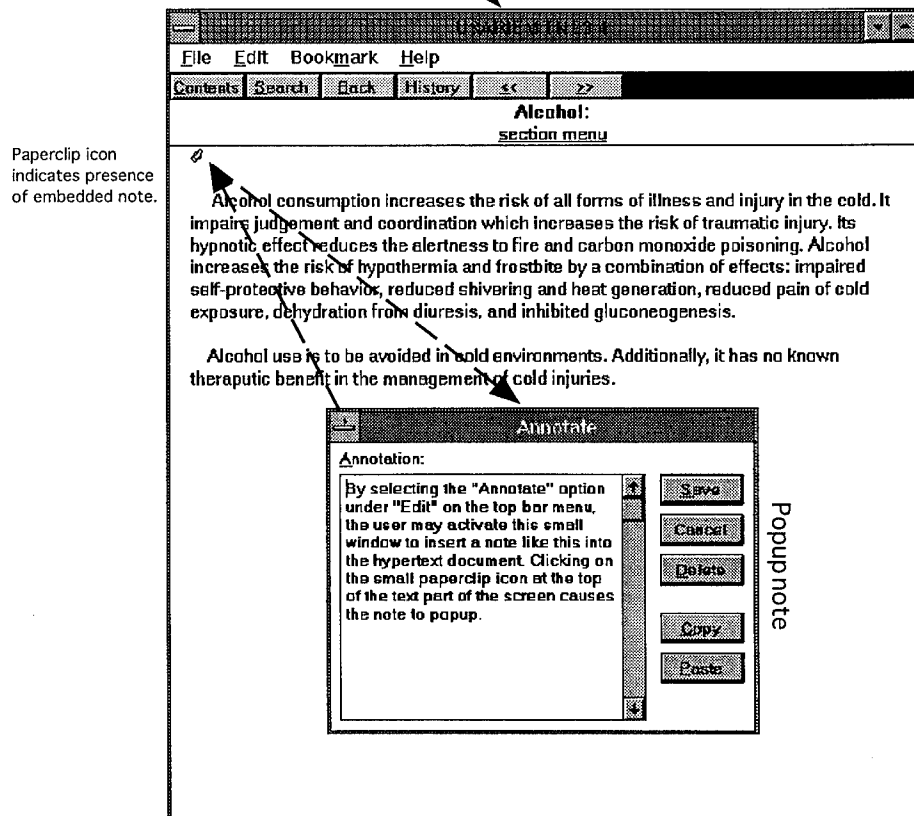 File Edit Bookmark Help
Contents Search Back History << >>
Alcohol:
section menu
Paperclip icon
indicates presence
of embedded note.
Alcohol consumption increases the risk of all forms of illness and injury in the cold. It
impairs judgement and coordination which increases the risk of traumatic injury. Its
hypnotic effect reduces the alertness to fire and carbon monoxide poisoning. Alcohol
increases the risk of hypothermia and frostbite by a combination of effects: impaired
self-protective behavior, reduced shivering and heat generation, reduced pain of cold
exposure, dehydration from diuresis, and inhibited gluconeogenesis.
Alcohol use is to be avoided in cold environments. Additionally, it has no known
theraputic benefit in the management of cold injuries.
Annotate
Annotation:
By selecting the "Annotate" option
under "Edit" on the top bar menu,
the user may activate this small
window to insert a note like this into
the hypertext document. Clicking on
the small paperclip icon at the top
of the text part of the screen causes
the note to popup.
Save
Cancel
Delete
Copy
Paste
Popup note